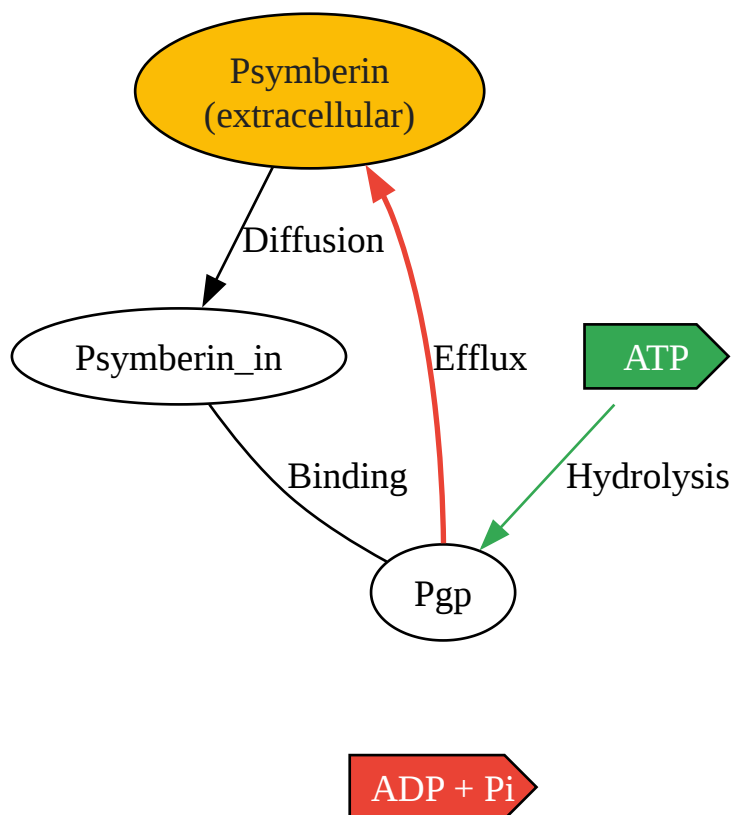 Psymberin
(extracellular)
Diffusion
Psymberin_in
Efflux
ATP
Binding
Hydrolysis
Pgp
ADP + Pi